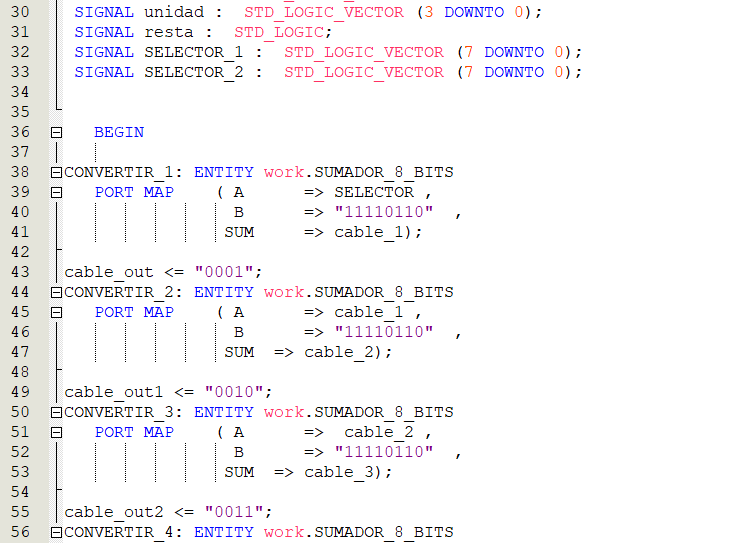 30 SIGNAL unidad : STD_LOGIC_VECTOR (3 DOWNTO 0);
31 SIGNAL resta : STD_LOGIC;
32 SIGNAL SELECTOR_1 : STD_LOGIC_VECTOR (7 DOWNTO 0);
33 SIGNAL SELECTOR_2 : STD_LOGIC_VECTOR (7 DOWNTO 0);
34
35
36 BEGIN
37
38 CONVERTIR_1: ENTITY work.SUMADOR_8_BITS
39 PORT MAP ( A => SELECTOR ,
40 B => "11110110" ,
41 SUM => cable_1);
42
43 cable_out <= "0001";
44 CONVERTIR_2: ENTITY work.SUMADOR_8_BITS
45 PORT MAP ( A => cable_1 ,
46 B => "11110110" ,
47 SUM => cable_2);
48
49 cable_out1 <= "0010";
50 CONVERTIR_3: ENTITY work.SUMADOR_8_BITS
51 PORT MAP ( A => cable_2 ,
52 B => "11110110" ,
53 SUM => cable_3);
54
55 cable_out2 <= "0011";
56 CONVERTIR_4: ENTITY work.SUMADOR_8_BITS